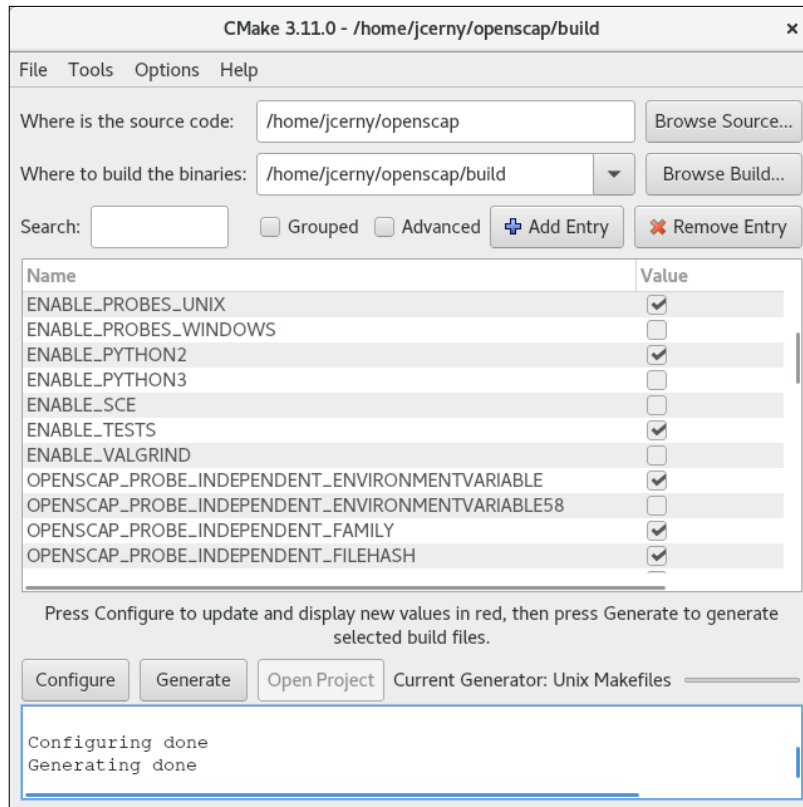 CMake 3.11.0 - /home/jcerny/openscap/build ×
File Tools Options Help
Where is the source code: /home/jcerny/openscap Browse Source...
Where to build the binaries: /home/jcerny/openscap/build Browse Build...
Search: Grouped Advanced Add Entry Remove Entry
Name Value
ENABLE_PROBES_UNIX
ENABLE_PROBES_WINDOWS
ENABLE_PYTHON2
ENABLE_PYTHON3
ENABLE_SCE
ENABLE_TESTS
ENABLE_VALGRIND
OPENSCAP_PROBE_INDEPENDENT_ENVIRONMENTVARIABLE
OPENSCAP_PROBE_INDEPENDENT_ENVIRONMENTVARIABLE58
OPENSCAP_PROBE_INDEPENDENT_FAMILY
OPENSCAP_PROBE_INDEPENDENT_FILEHASH
Press Configure to update and display new values in red, then press Generate to generate
selected build files.
Configure Generate Open Project Current Generator: Unix Makefiles
Configuring done
Generating done